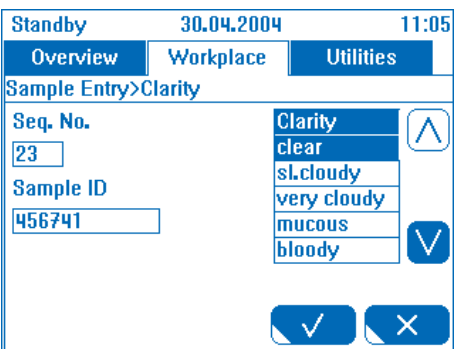 Standby 30.04.2004 11:05
Overview Workplace Utilities
Sample Entry>Clarity
Seq. No.
23
Sample ID
456741
Clarity
clear
sl.cloudy
very cloudy
mucous
bloody